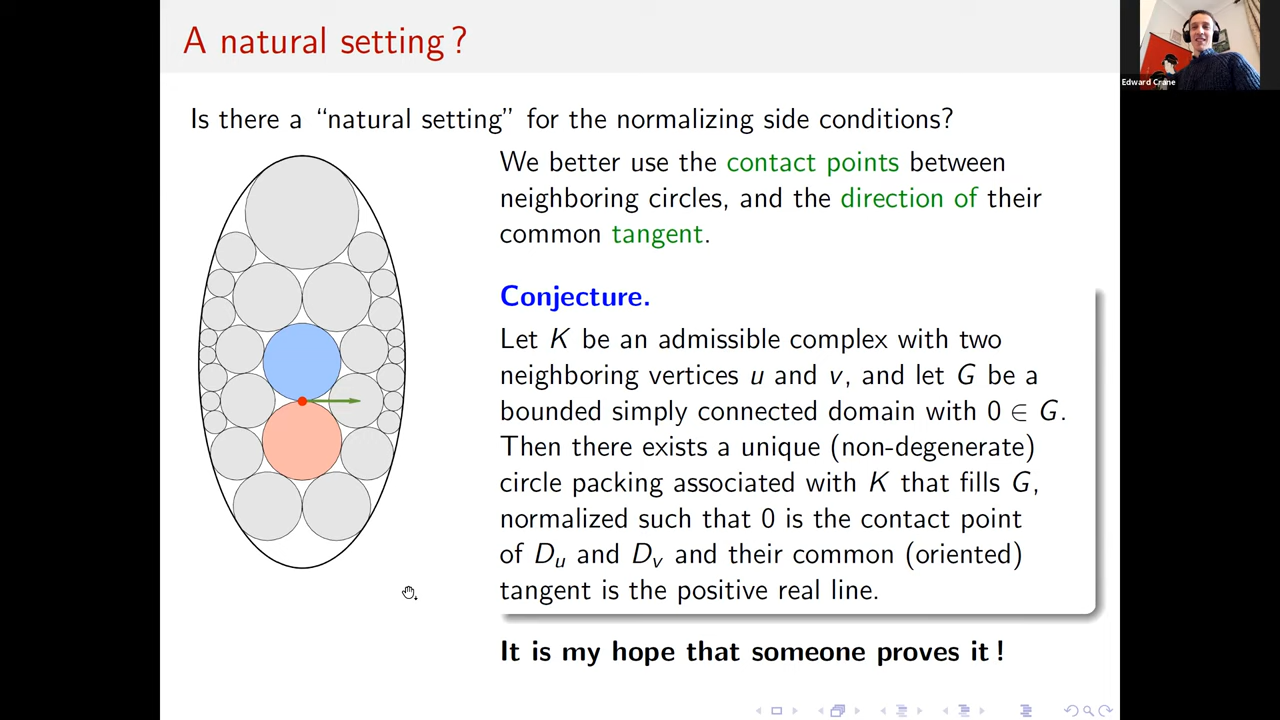 A natural setting ?
Edward Crane
Is there a “natural setting” for the normalizing side conditions?
We better use the contact points between
neighboring circles, and the direction of their
common tangent.
Conjecture.
Let K be an admissible complex with two
neighboring vertices u and v, and let G be a
bounded simply connected domain with 0 ∈ G.
Then there exists a unique (non-degenerate)
circle packing associated with K that fills G,
normalized such that 0 is the contact point
of Dᵤ and Dᵥ and their common (oriented)
tangent is the positive real line.
It is my hope that someone proves it !